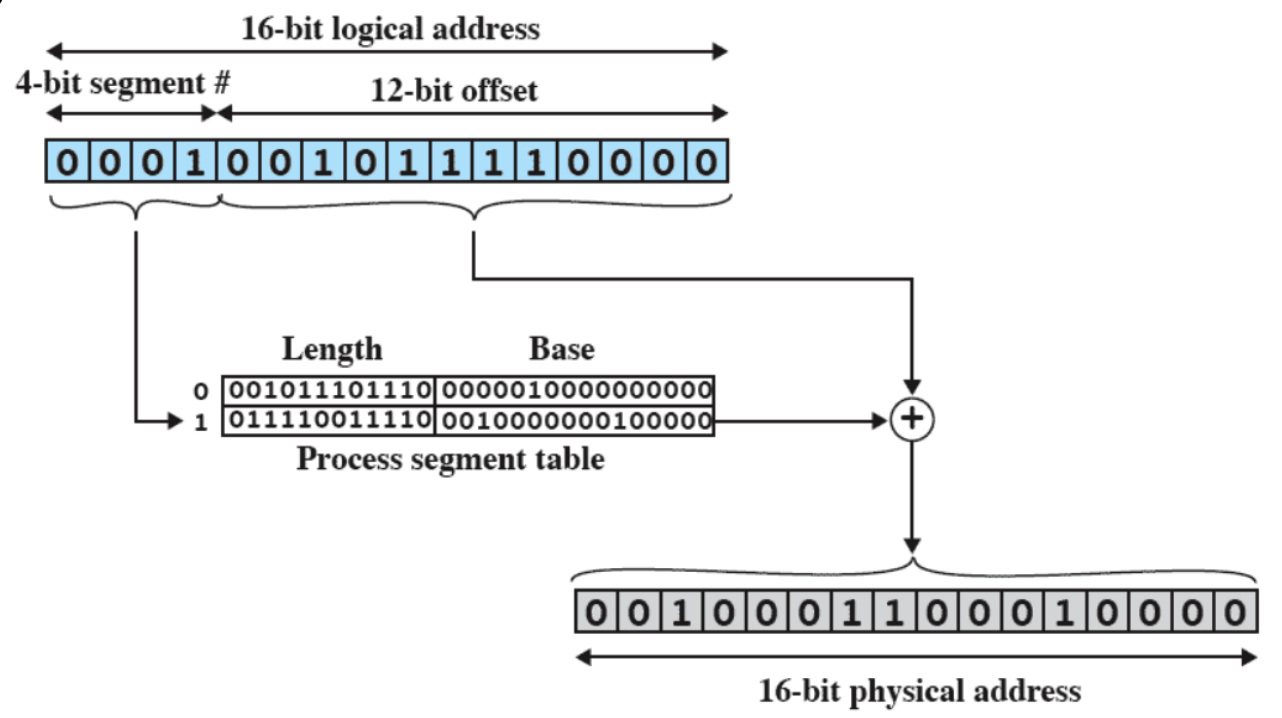 16-bit logical address
4-bit segment #
12-bit offset
0 0 0 1 0 0 1 0 1 1 1 1 0 0 0 0
Length Base
0 001011101110 0000010000000000
1 011110011110 0010000000100000
+
Process segment table
0 0 1 0 0 0 1 1 0 0 0 1 0 0 0 0
16-bit physical address